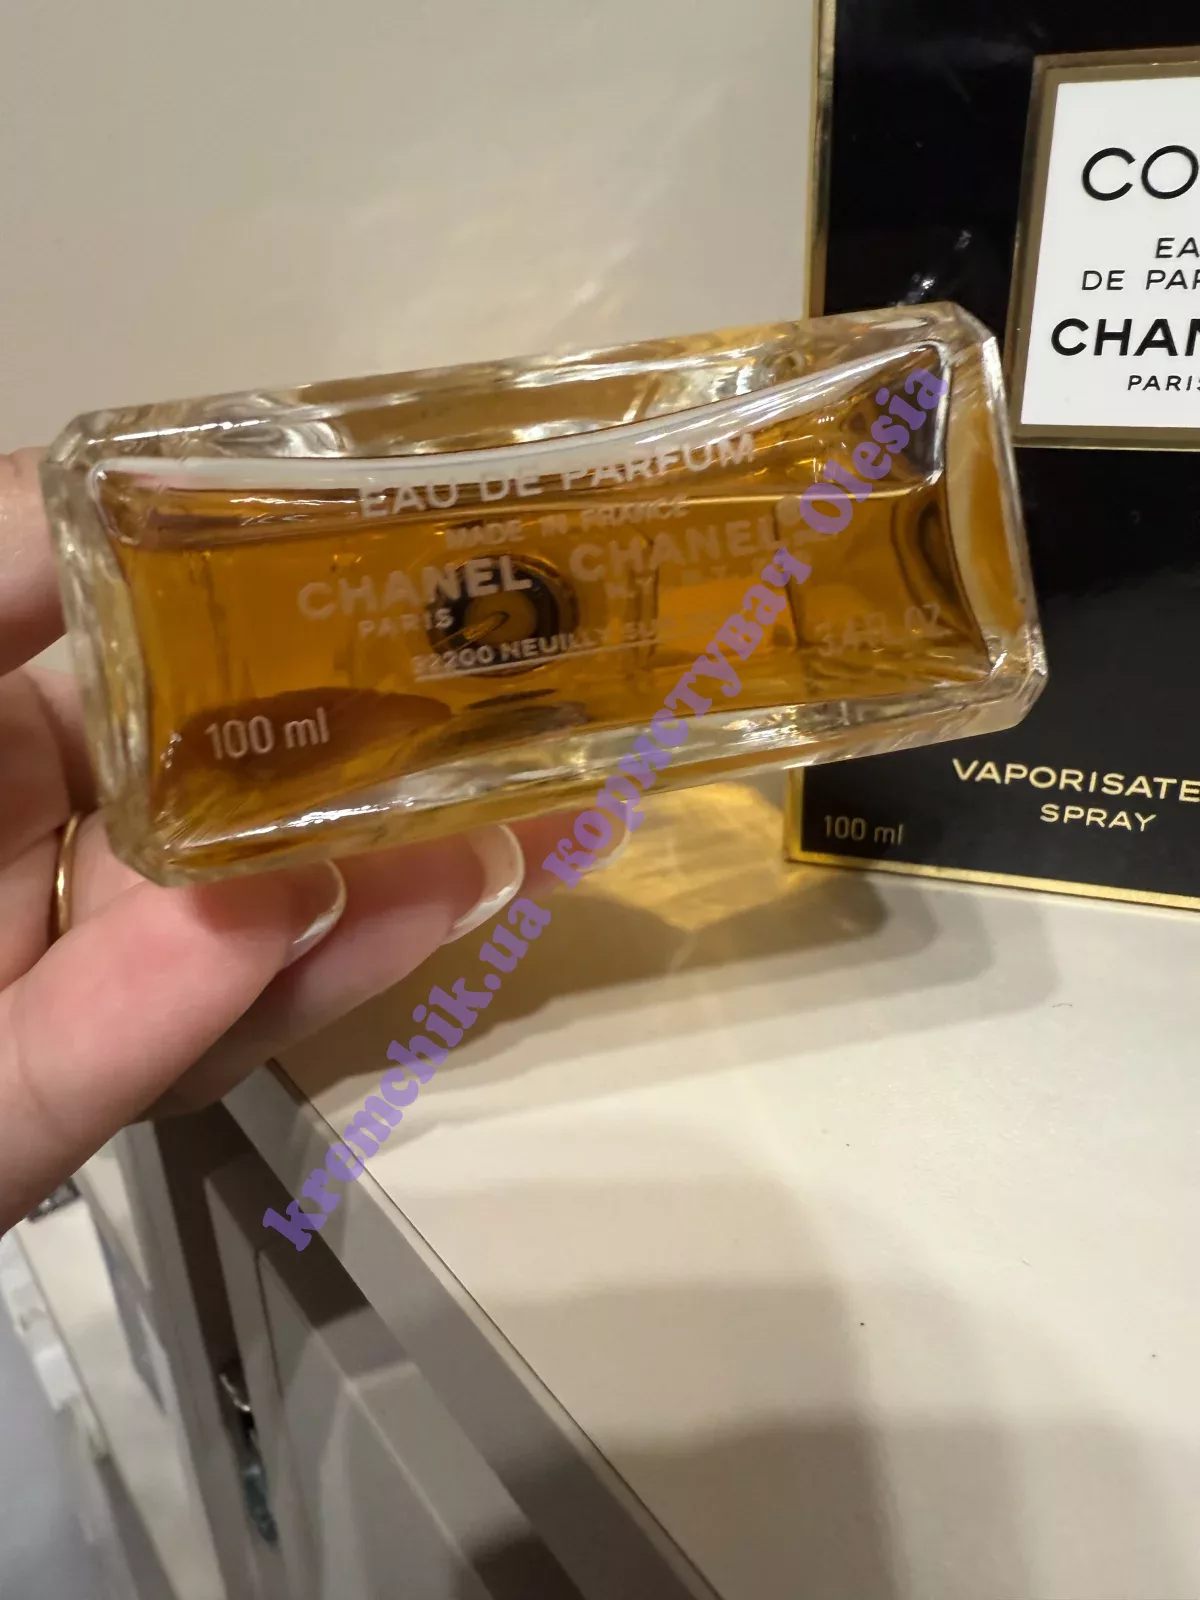 CO
EA
DE PAR
CHAN
PARIS
VAPORISATE
SPRAY
100 ml
EAU DE PARFUM
MADE IN FRANCE
CHANEL CHANEL
PARIS
92200 NEUILLY
3.4 FL. OZ
100 ml
kremchik.ua користувач Olesia